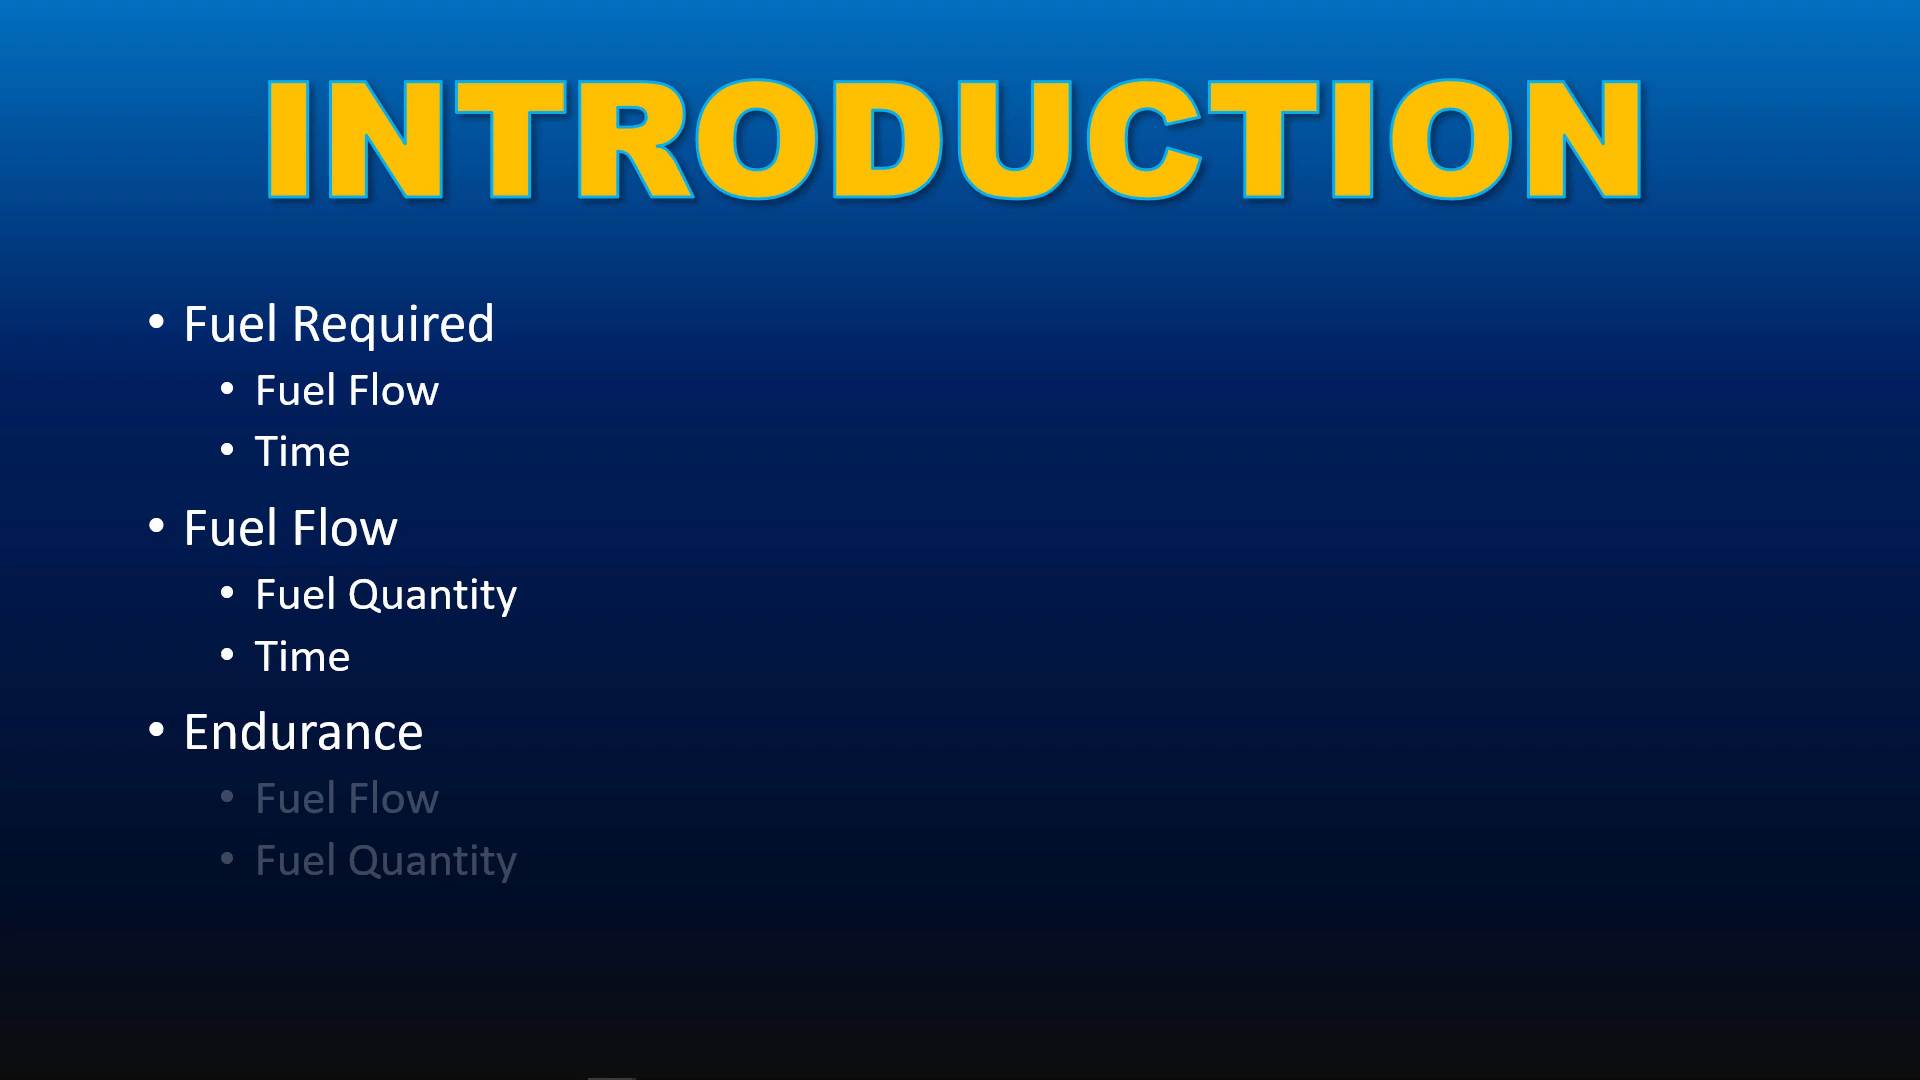 INTRODUCTION
• Fuel Required
• Fuel Flow
• Time
• Fuel Flow
• Fuel Quantity
• Time
• Endurance
• Fuel Flow
• Fuel Quantity